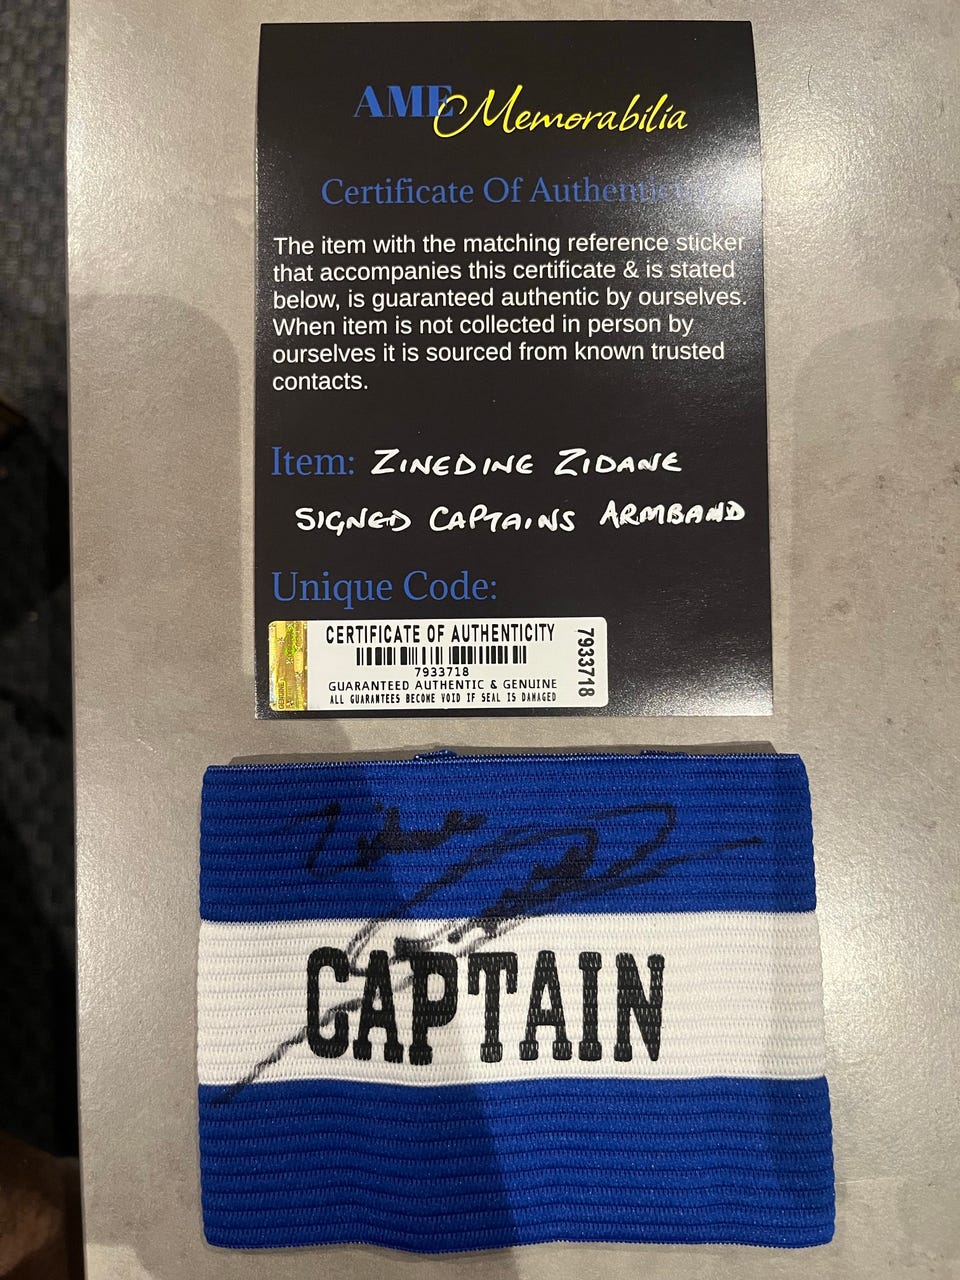 AME Memorabilia
Certificate Of Authenticity
The item with the matching reference sticker
that accompanies this certificate & is stated
below, is guaranteed authentic by ourselves.
When item is not collected in person by
ourselves it is sourced from known trusted
contacts.
Item: ZINEDINE ZIDANE
SIGNED CAPTAINS ARMBAND
Unique Code:
CERTIFICATE OF AUTHENTICITY
7933718
GUARANTEED AUTHENTIC & GENUINE
ALL GUARANTEES BECOME VOID IF SEAL IS DAMAGED
7933718
Zidane
CAPTAIN